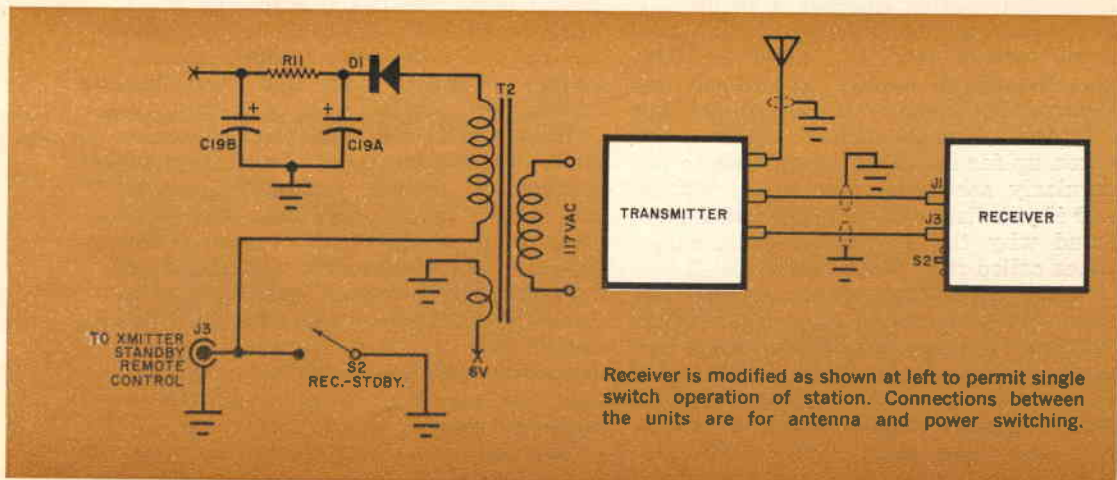 R11
D1
T2
+
+
C19B
C19A
117 VAC
TO XMITTER
STANDBY
REMOTE
CONTROL
J3
S2
REC.-STDBY.
6V
TRANSMITTER
J1
J3
S2
RECEIVER
Receiver is modified as shown at left to permit single
switch operation of station. Connections between
the units are for antenna and power switching.